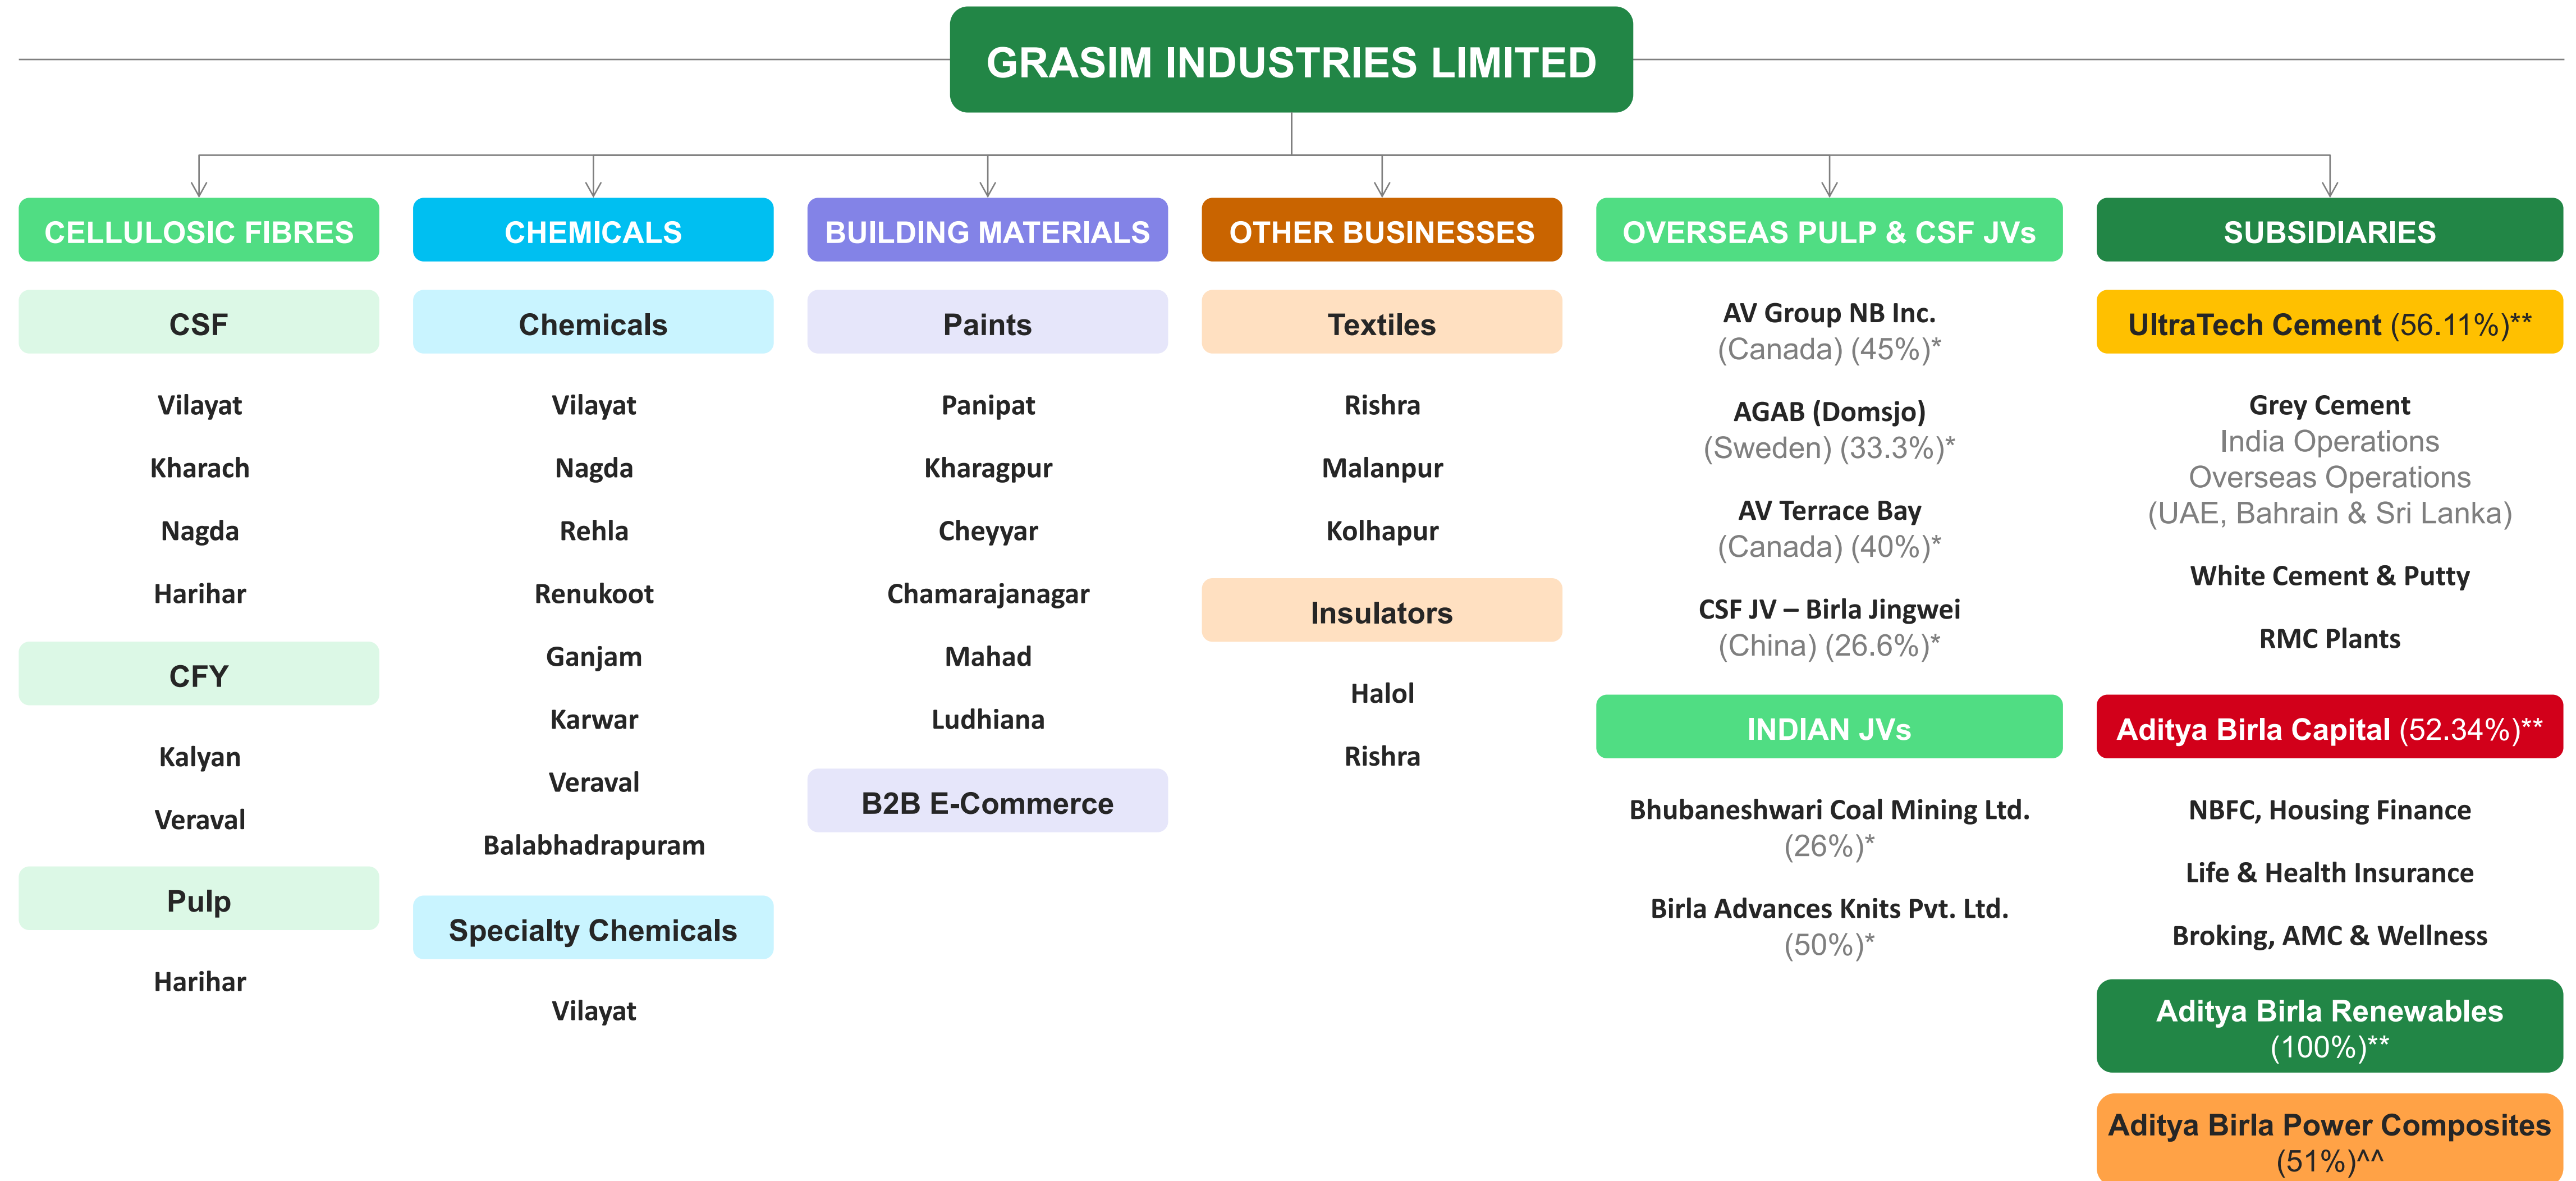 GRASIM INDUSTRIES LIMITED
CELLULOSIC FIBRES
CSF
Vilayat
Kharach
Nagda
Harihar
CFY
Kalyan
Veraval
Pulp
Harihar
CHEMICALS
Chemicals
Vilayat
Nagda
Rehla
Renukoot
Ganjam
Karwar
Veraval
Balabhadrapuram
Specialty Chemicals
Vilayat
BUILDING MATERIALS
Paints
Panipat
Kharagpur
Cheyyar
Chamarajanagar
Mahad
Ludhiana
B2B E-Commerce
OTHER BUSINESSES
Textiles
Rishra
Malanpur
Kolhapur
Insulators
Halol
Rishra
OVERSEAS PULP & CSF JVs
AV Group NB Inc.
(Canada) (45%)*
AGAB (Domsjo)
(Sweden) (33.3%)*
AV Terrace Bay
(Canada) (40%)*
CSF JV – Birla Jingwei
(China) (26.6%)*
INDIAN JVs
Bhubaneshwari Coal Mining Ltd.
(26%)*
Birla Advances Knits Pvt. Ltd.
(50%)*
SUBSIDIARIES
UltraTech Cement (56.11%)**
Grey Cement
India Operations
Overseas Operations
(UAE, Bahrain & Sri Lanka)
White Cement & Putty
RMC Plants
Aditya Birla Capital (52.34%)**
NBFC, Housing Finance
Life & Health Insurance
Broking, AMC & Wellness
Aditya Birla Renewables
(100%)**
Aditya Birla Power Composites
(51%)^^